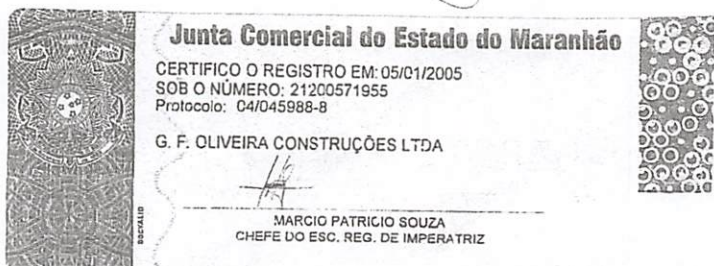 Junta Comercial do Estado do Maranhão
CERTIFICO O REGISTRO EM: 05/01/2005
SOB O NÚMERO: 21200571955
Protocolo: 04/045988-8
G. F. OLIVEIRA CONSTRUÇÕES LTDA
MARCIO PATRICIO SOUZA
CHEFE DO ESC. REG. DE IMPERATRIZ
DOCVALID